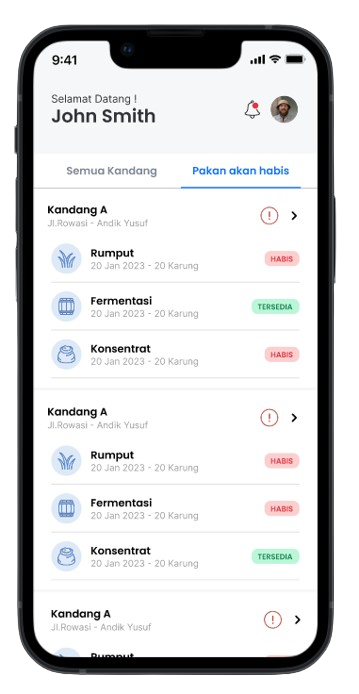 9:41
Selamat Datang !
John Smith
Semua Kandang
Pakan akan habis
Kandang A
Jl.Rowasi - Andik Yusuf
Rumput
20 Jan 2023 - 20 Karung
HABIS
Fermentasi
20 Jan 2023 - 20 Karung
TERSEDIA
Konsentrat
20 Jan 2023 - 20 Karung
HABIS
Kandang A
Jl.Rowasi - Andik Yusuf
Rumput
20 Jan 2023 - 20 Karung
HABIS
Fermentasi
20 Jan 2023 - 20 Karung
HABIS
Konsentrat
20 Jan 2023 - 20 Karung
TERSEDIA
Kandang A
Jl.Rowasi - Andik Yusuf
Rumput